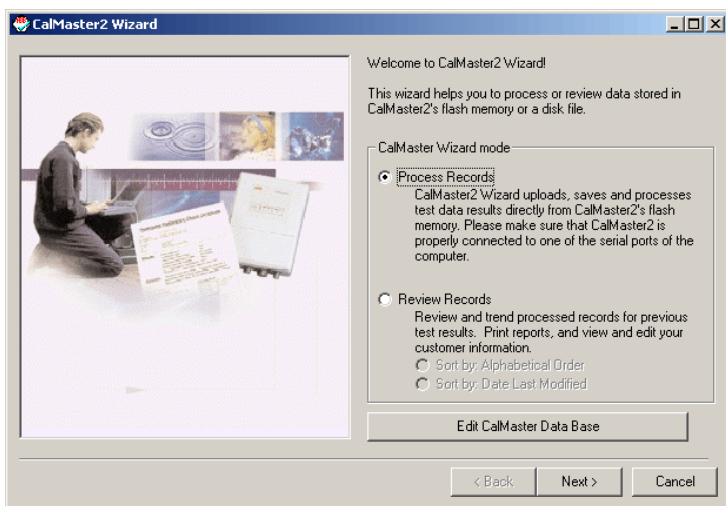 CalMaster2 Wizard
Welcome to CalMaster2 Wizard!
This wizard helps you to process or review data stored in
CalMaster2's flash memory or a disk file.
CalMaster Wizard mode
Process Records
CalMaster2 Wizard uploads, saves and processes
test data results directly from CalMaster2's flash
memory. Please make sure that CalMaster2 is
properly connected to one of the serial ports of the
computer.
Review Records
Review and trend processed records for previous
test results. Print reports, and view and edit your
customer information.
Sort by: Alphabetical Order
Sort by: Date Last Modified
Edit CalMaster Data Base
< Back
Next >
Cancel